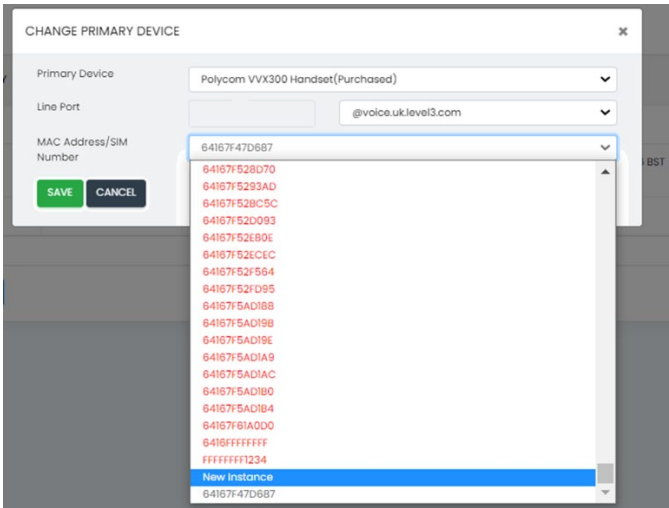 CHANGE PRIMARY DEVICE ×
Primary Device Polycom VVX300 Handset(Purchased)
Line Port @voice.uk.level3.com
MAC Address/SIM Number 64167F47D687
BST
SAVE CANCEL
64167F528D70
64167F5293AD
64167F52BC5C
64167F52D093
64167F52E80E
64167F52ECEC
64167F52F564
64167F52FD95
64167F5AD188
64167F5AD19B
64167F5AD19E
64167F5AD1A9
64167F5AD1AC
64167F5AD1B0
64167F5AD1B4
64167F61A0D0
6416FFFFFFFF
FFFFFFFF1234
New Instance
64167F47D687